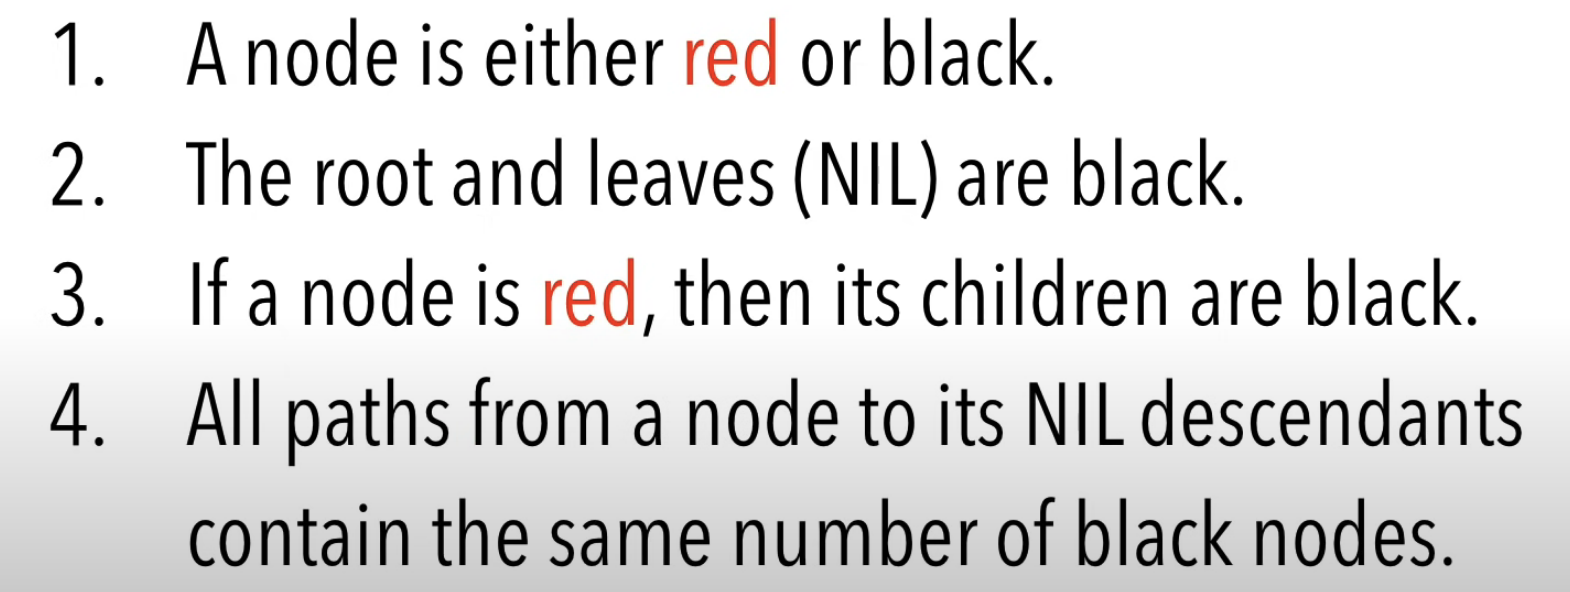 1. A node is either red or black.
2. The root and leaves (NIL) are black.
3. If a node is red, then its children are black.
4. All paths from a node to its NIL descendants
contain the same number of black nodes.